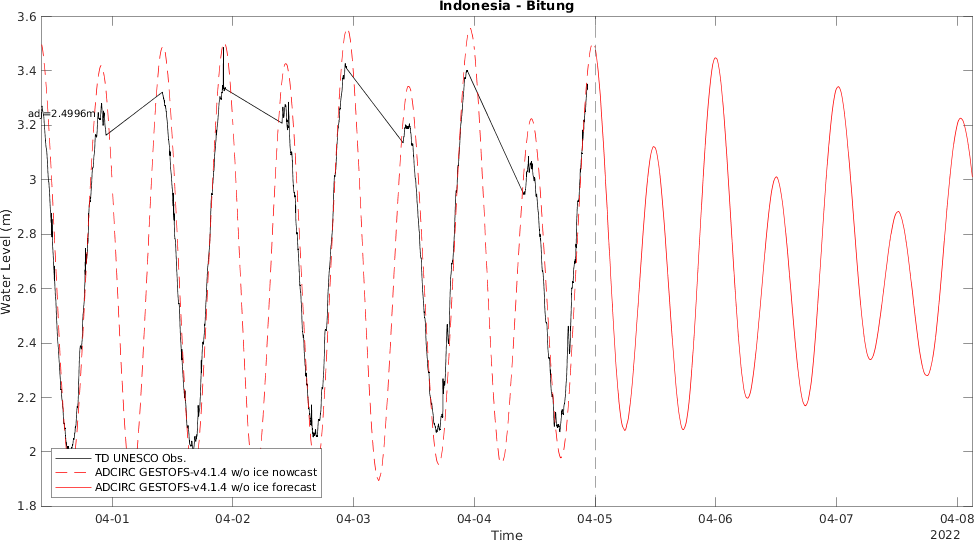 Indonesia - Bitung
3.6
3.4
adj=2.4996m
3.2
3
2.8
2.6
2.4
2.2
2
1.8
Water Level (m)
TD UNESCO Obs.
ADCIRC GESTOFS-v4.1.4 w/o ice nowcast
ADCIRC GESTOFS-v4.1.4 w/o ice forecast
04-01 04-02 04-03 04-04 04-05 04-06 04-07 04-08
Time
2022